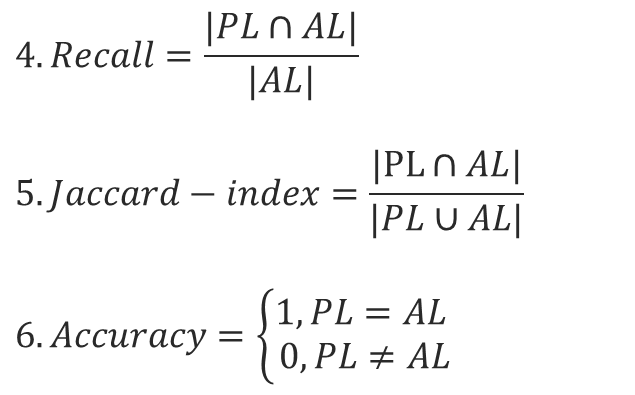 4. Recall = |PL ∩ AL| / |AL|
5. Jaccard − index = |PL ∩ AL| / |PL ∪ AL|
6. Accuracy = { 1, PL = AL
0, PL ≠ AL